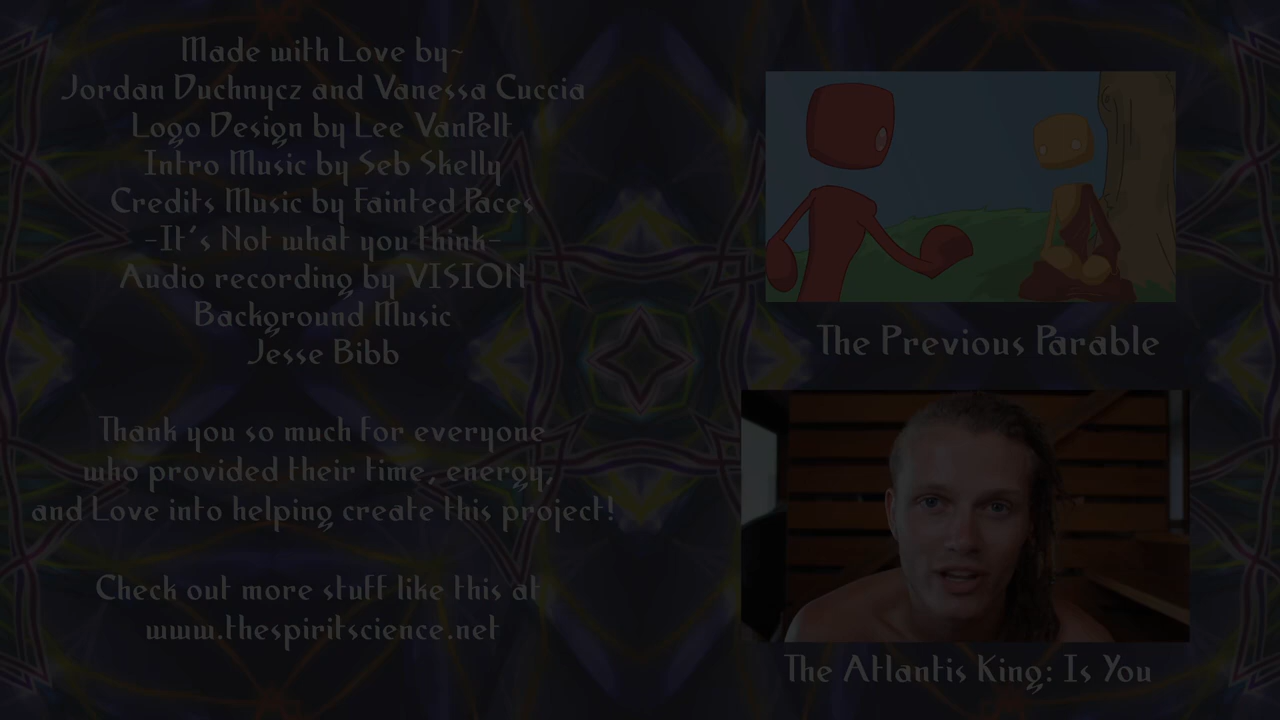 Made with Love by~
Jordan Duchnycz and Vanessa Cuccia
Logo Design by Lee VanPelt
Intro Music by Seb Skelly
Credits Music by Fainted Paces
-It's Not what you think-
Audio recording by VISION
Background Music
Jesse Bibb
Thank you so much for everyone
who provided their time, energy,
and Love into helping create this project!
Check out more stuff like this at
www.thespiritscience.net
The Previous Parable
The Atlantis King: Is You